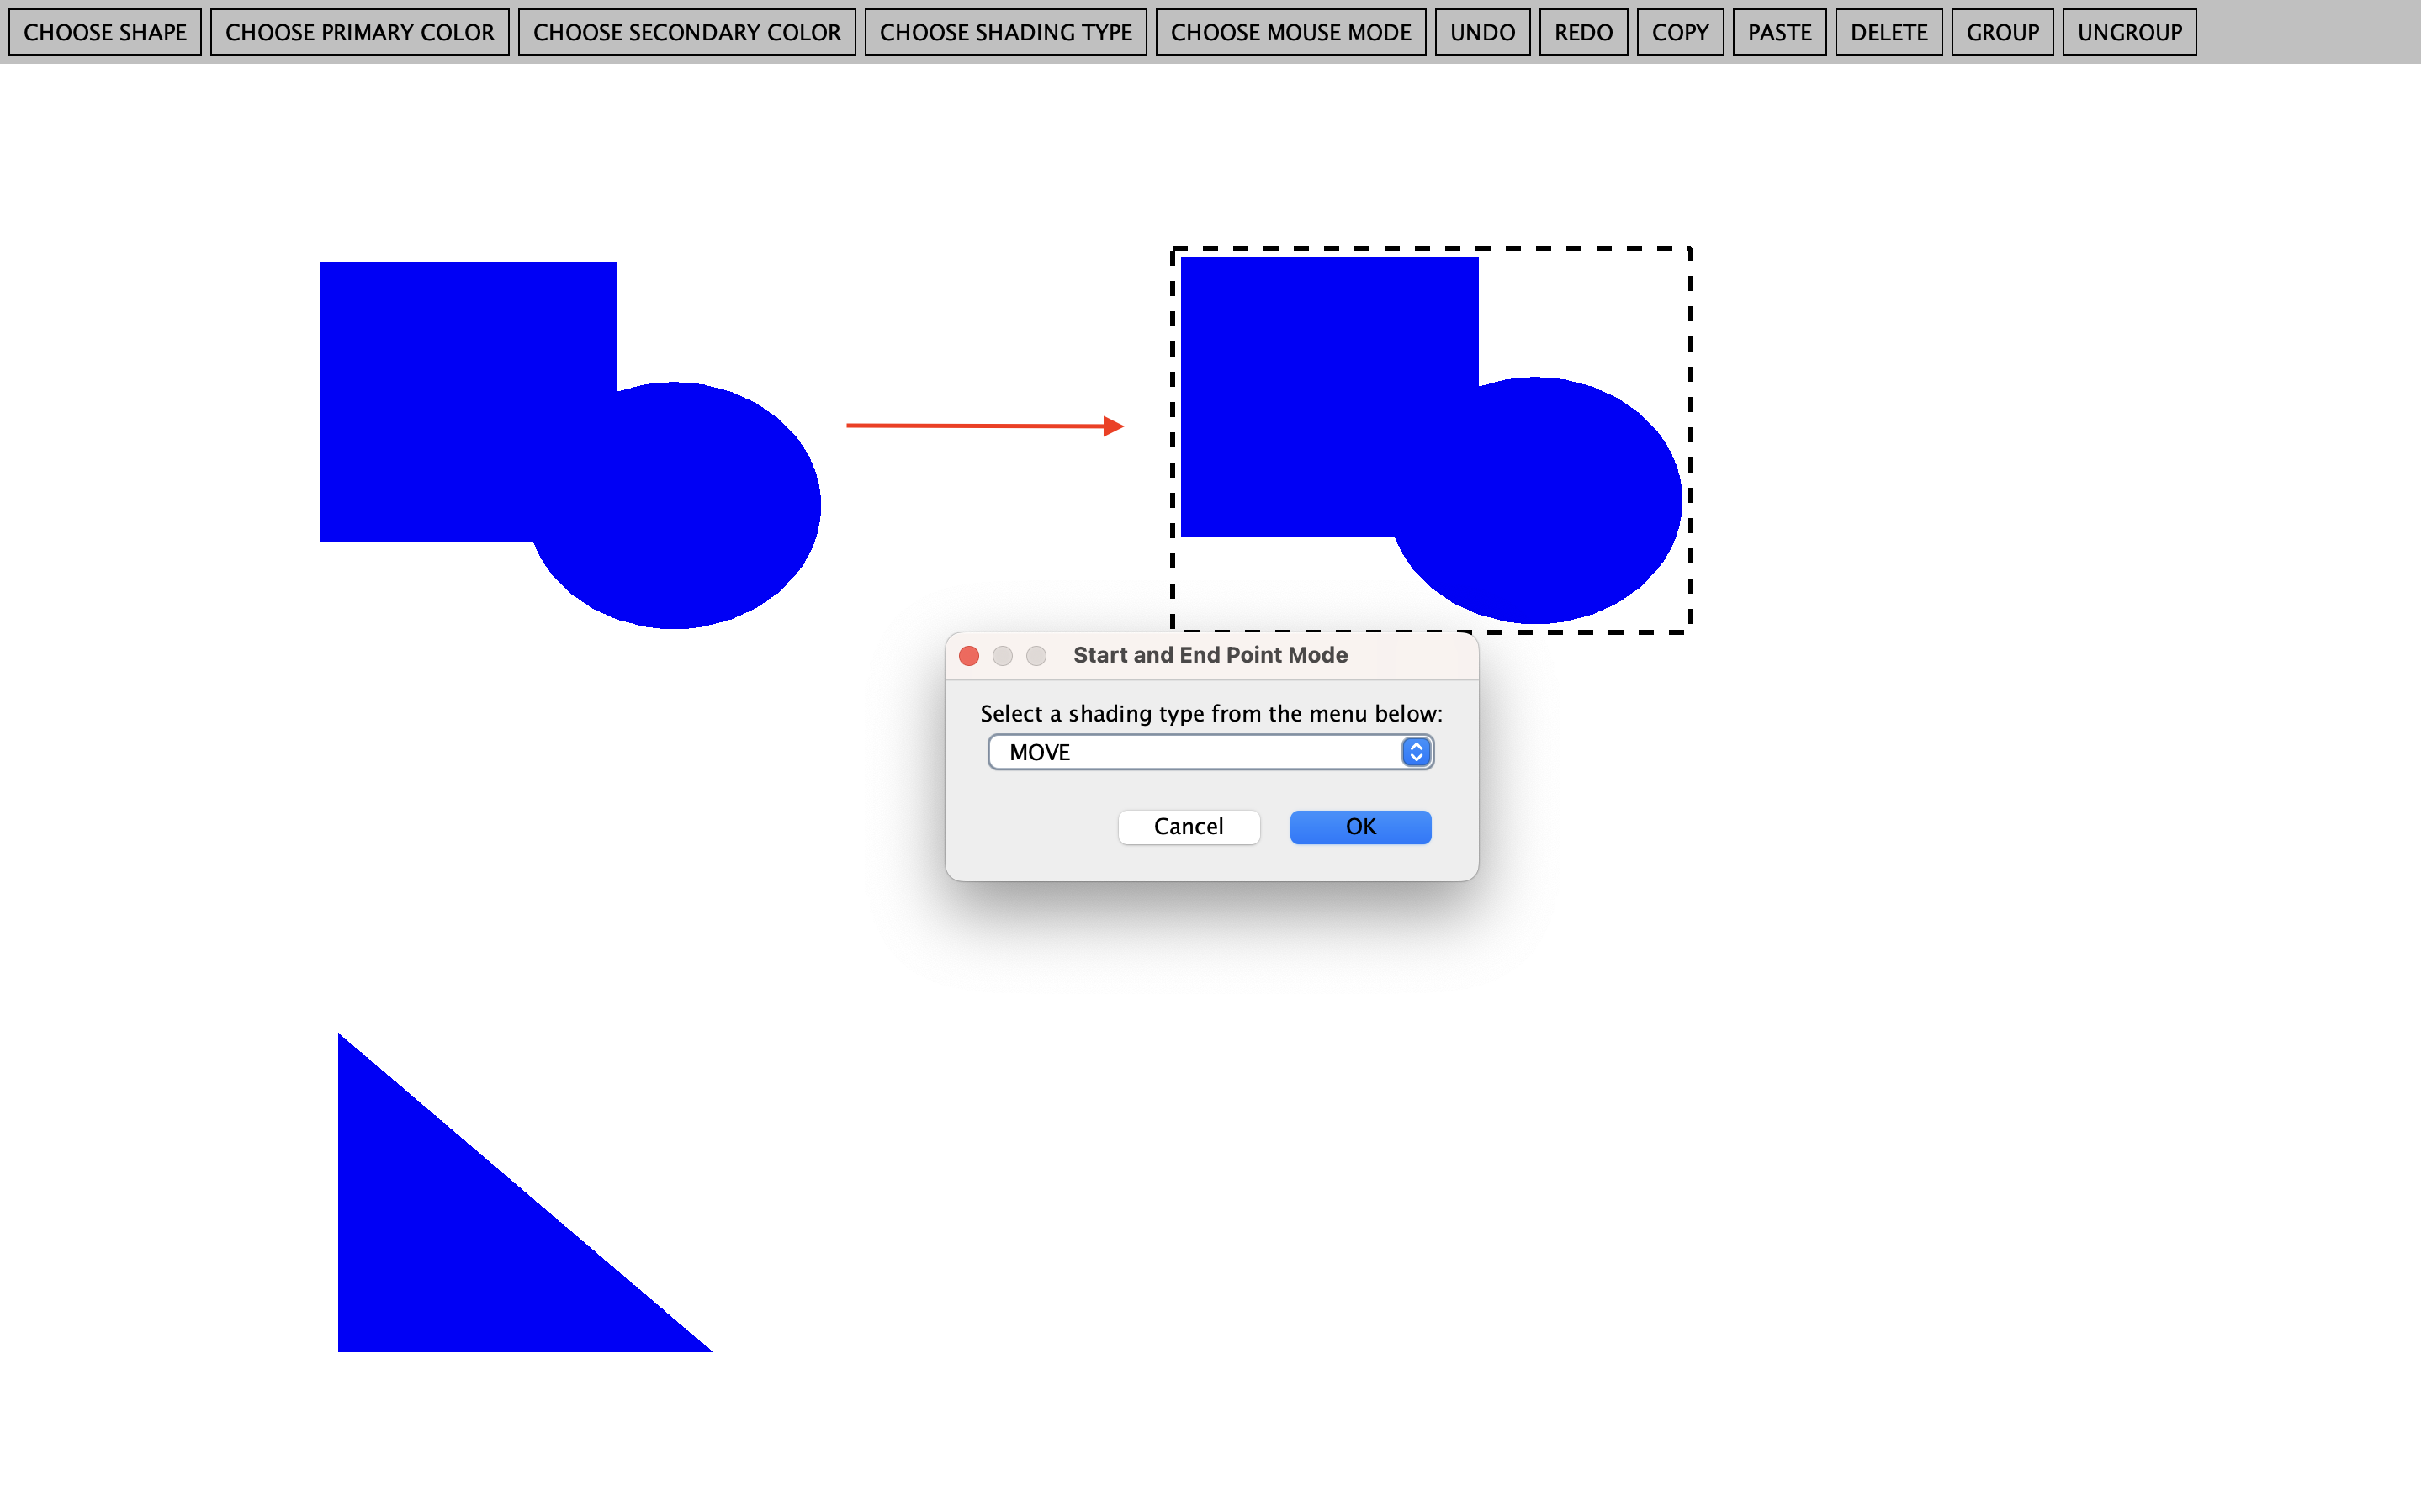 CHOOSE SHAPE CHOOSE PRIMARY COLOR CHOOSE SECONDARY COLOR CHOOSE SHADING TYPE CHOOSE MOUSE MODE UNDO REDO COPY PASTE DELETE GROUP UNGROUP
Start and End Point Mode
Select a shading type from the menu below:
MOVE
Cancel OK